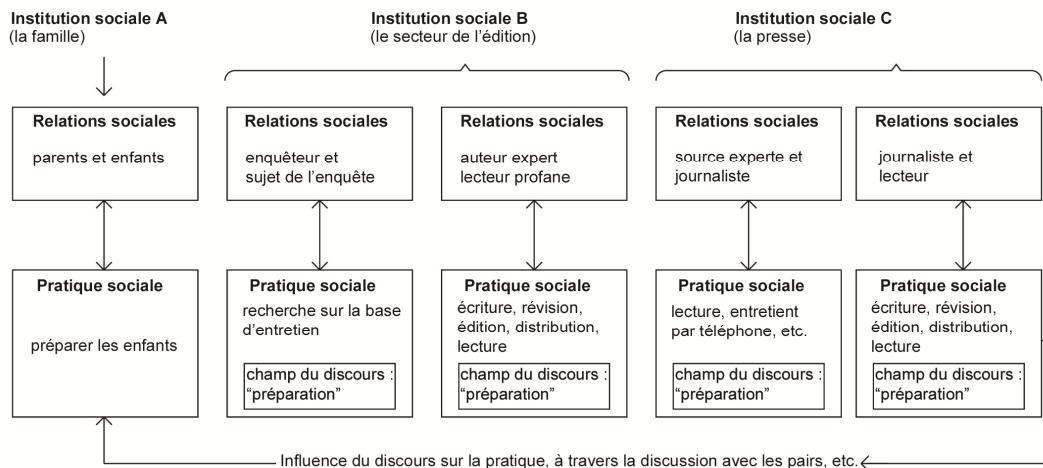 Institution sociale A
(la famille)
Institution sociale B
(le secteur de l’édition)
Institution sociale C
(la presse)
Relations sociales
parents et enfants
Relations sociales
enquêteur et
sujet de l’enquête
Relations sociales
auteur expert
lecteur profane
Relations sociales
source experte et
journaliste
Relations sociales
journaliste et
lecteur
Pratique sociale
préparer les enfants
Pratique sociale
recherche sur la base
d’entretien
champ du discours :
“préparation”
Pratique sociale
écriture, révision,
édition, distribution,
lecture
champ du discours :
“préparation”
Pratique sociale
lecture, entretient
par téléphone, etc.
champ du discours :
“préparation”
Pratique sociale
écriture, révision,
édition, distribution,
lecture
champ du discours :
“préparation”
Influence du discours sur la pratique, à travers la discussion avec les pairs, etc.